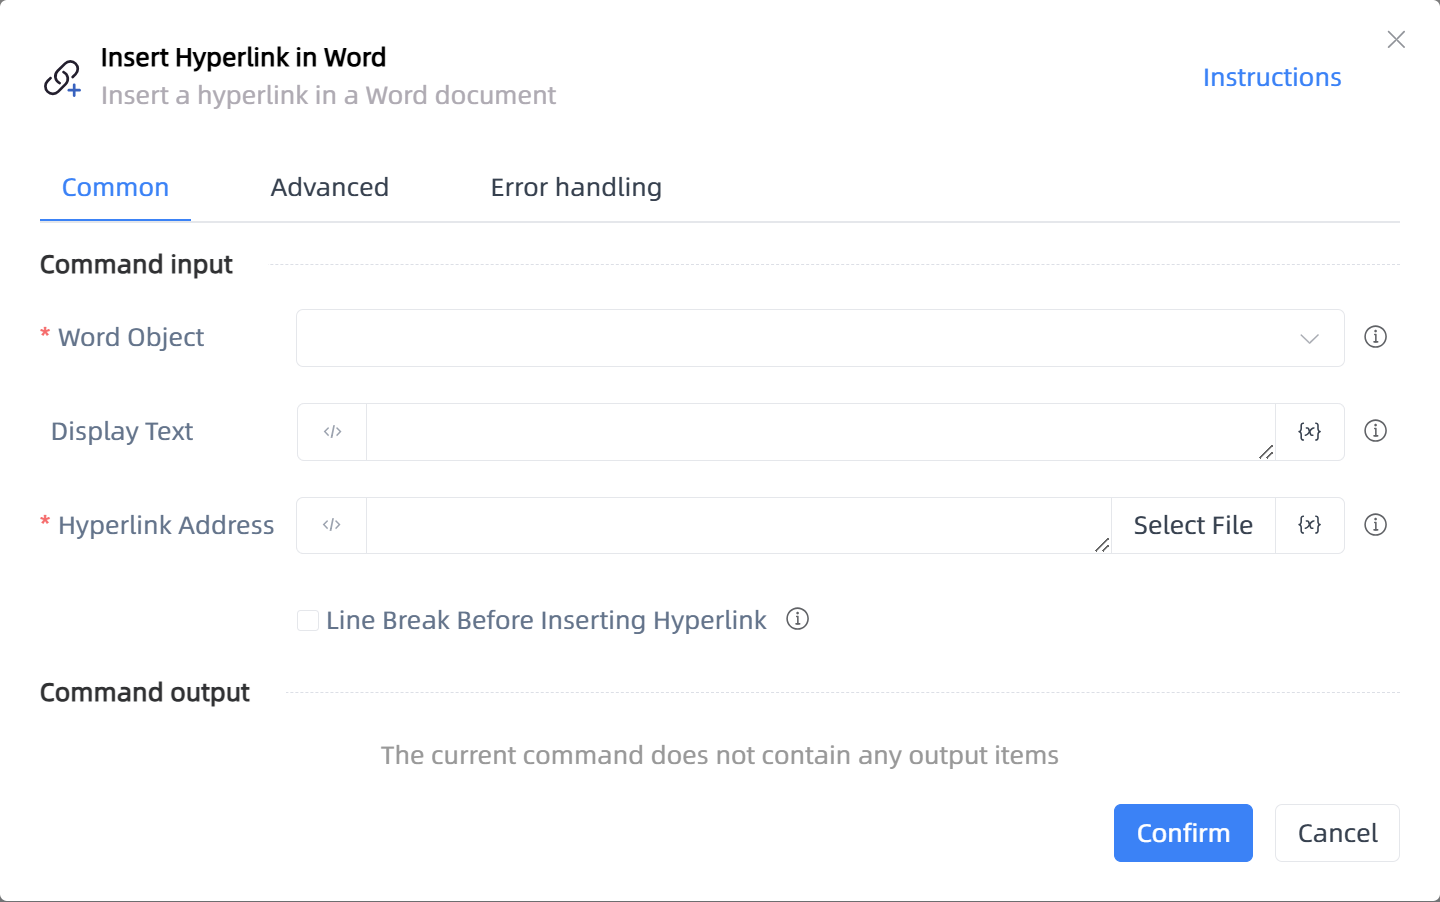 Insert Hyperlink in Word
Insert a hyperlink in a Word document
Instructions
Common
Advanced
Error handling
Command input
* Word Object
Display Text
</>
{x}
* Hyperlink Address
</>
Select File
{x}
Line Break Before Inserting Hyperlink
Command output
The current command does not contain any output items
Confirm
Cancel